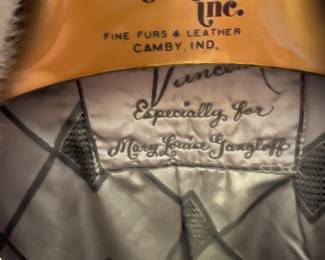 Inc.
FINE FURS & LEATHER
CAMBY, IND.
Especially for
Mary Louise Gangloff